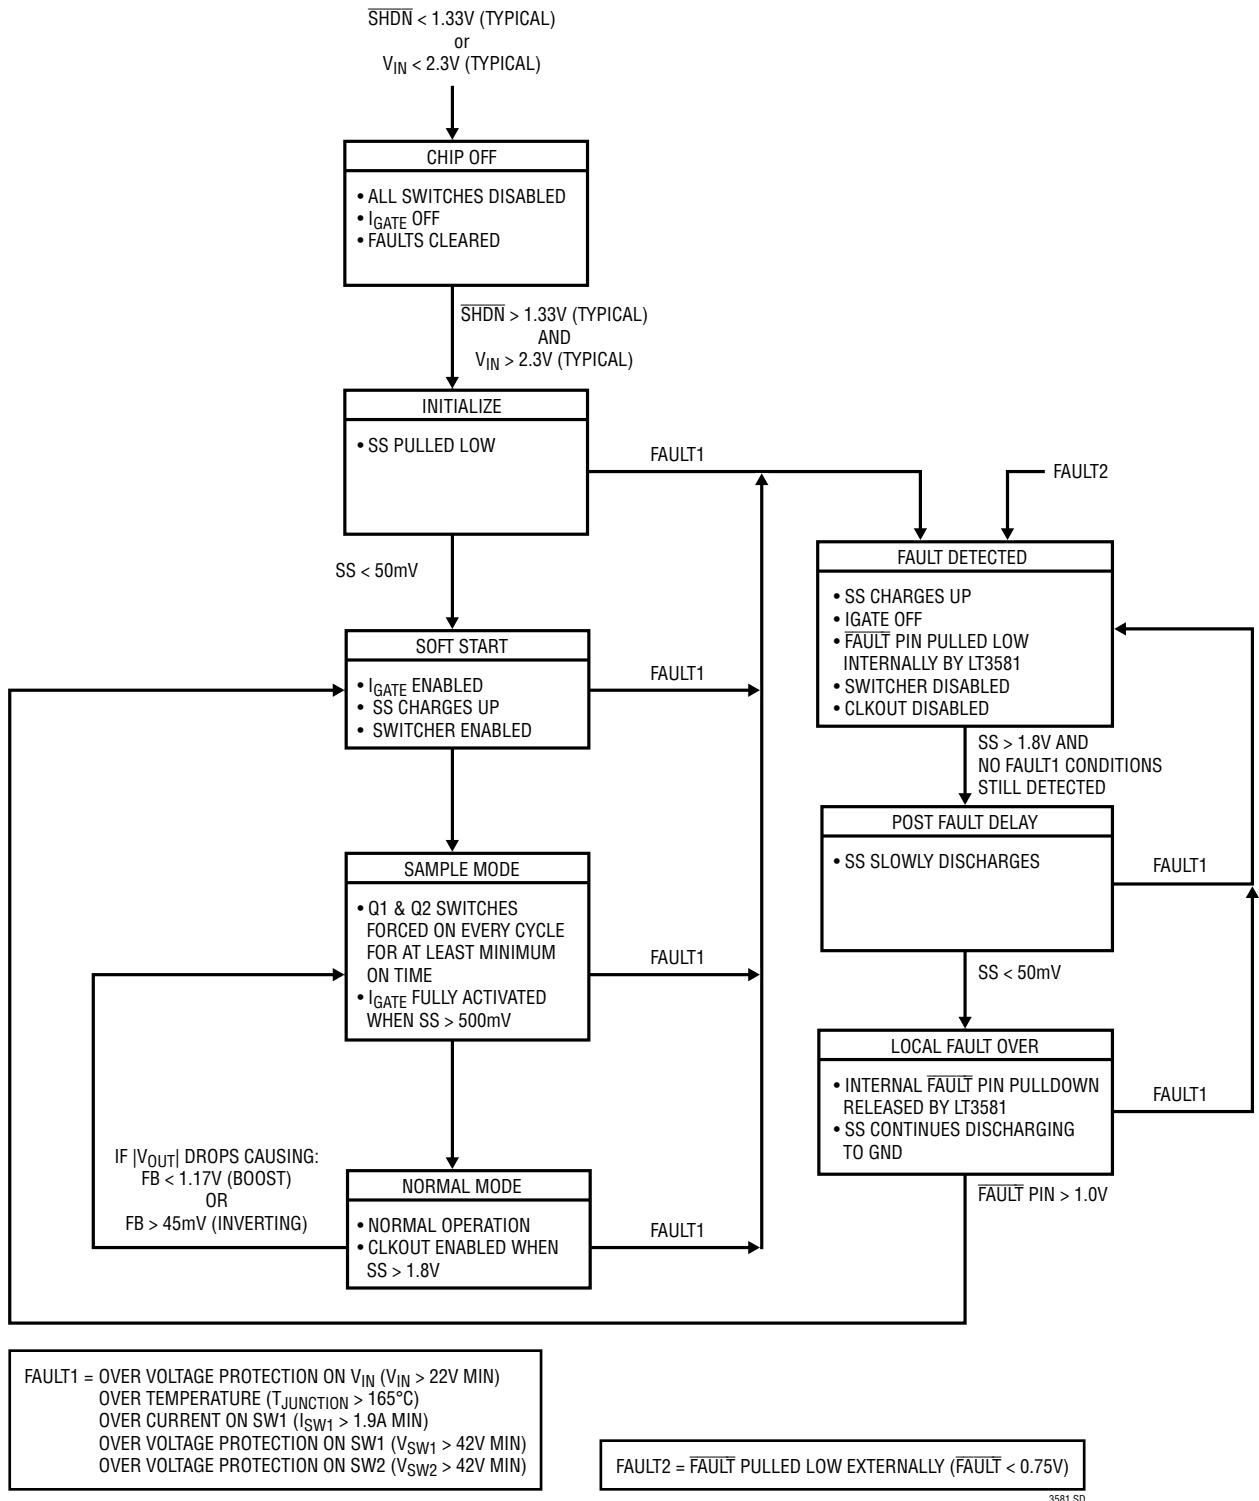 SHDN < 1.33V (TYPICAL)
or
VIN < 2.3V (TYPICAL)
CHIP OFF
• ALL SWITCHES DISABLED
• IGATE OFF
• FAULTS CLEARED
SHDN > 1.33V (TYPICAL)
AND
VIN > 2.3V (TYPICAL)
INITIALIZE
• SS PULLED LOW
FAULT1
FAULT2
SS < 50mV
FAULT DETECTED
• SS CHARGES UP
• IGATE OFF
• FAULT PIN PULLED LOW
INTERNALLY BY LT3581
• SWITCHER DISABLED
• CLKOUT DISABLED
SOFT START
• IGATE ENABLED
• SS CHARGES UP
• SWITCHER ENABLED
FAULT1
SS > 1.8V AND
NO FAULT1 CONDITIONS
STILL DETECTED
POST FAULT DELAY
• SS SLOWLY DISCHARGES
FAULT1
SAMPLE MODE
• Q1 & Q2 SWITCHES
FORCED ON EVERY CYCLE
FOR AT LEAST MINIMUM
ON TIME
• IGATE FULLY ACTIVATED
WHEN SS > 500mV
FAULT1
SS < 50mV
LOCAL FAULT OVER
• INTERNAL FAULT PIN PULLDOWN
RELEASED BY LT3581
• SS CONTINUES DISCHARGING
TO GND
FAULT1
IF |VOUT| DROPS CAUSING:
FB < 1.17V (BOOST)
OR
FB > 45mV (INVERTING)
NORMAL MODE
• NORMAL OPERATION
• CLKOUT ENABLED WHEN
SS > 1.8V
FAULT1
FAULT PIN > 1.0V
FAULT1 = OVER VOLTAGE PROTECTION ON VIN (VIN > 22V MIN)
OVER TEMPERATURE (TJUNCTION > 165°C)
OVER CURRENT ON SW1 (ISW1 > 1.9A MIN)
OVER VOLTAGE PROTECTION ON SW1 (VSW1 > 42V MIN)
OVER VOLTAGE PROTECTION ON SW2 (VSW2 > 42V MIN)
FAULT2 = FAULT PULLED LOW EXTERNALLY (FAULT < 0.75V)
3581 SD